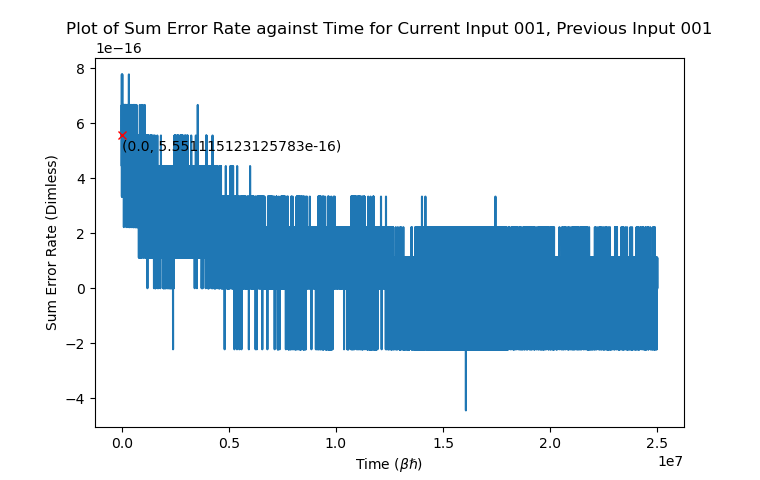 Plot of Sum Error Rate against Time for Current Input 001, Previous Input 001
1e−16
8
6
(0.0, 5.551115123125783e-16)
4
2
0
−2
−4
Sum Error Rate (Dimless)
0.0 0.5 1.0 1.5 2.0 2.5
1e7
Time (βℏ)